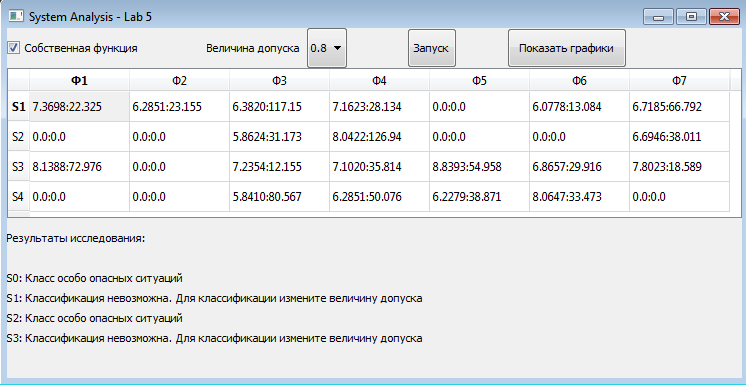 System Analysis - Lab 5
Собственная функция Величина допуска 0.8 Запуск Показать графики
Ф1 Ф2 Ф3 Ф4 Ф5 Ф6 Ф7
S1 7.3698:22.325 6.2851:23.155 6.3820:117.15 7.1623:28.134 0.0:0.0 6.0778:13.084 6.7185:66.792
S2 0.0:0.0 0.0:0.0 5.8624:31.173 8.0422:126.94 0.0:0.0 0.0:0.0 6.6946:38.011
S3 8.1388:72.976 0.0:0.0 7.2354:12.155 7.1020:35.814 8.8393:54.958 6.8657:29.916 7.8023:18.589
S4 0.0:0.0 0.0:0.0 5.8410:80.567 6.2851:50.076 6.2279:38.871 8.0647:33.473 0.0:0.0
Результаты исследования:
S0: Класс особо опасных ситуаций
S1: Классификация невозможна. Для классификации измените величину допуска
S2: Класс особо опасных ситуаций
S3: Классификация невозможна. Для классификации измените величину допуска